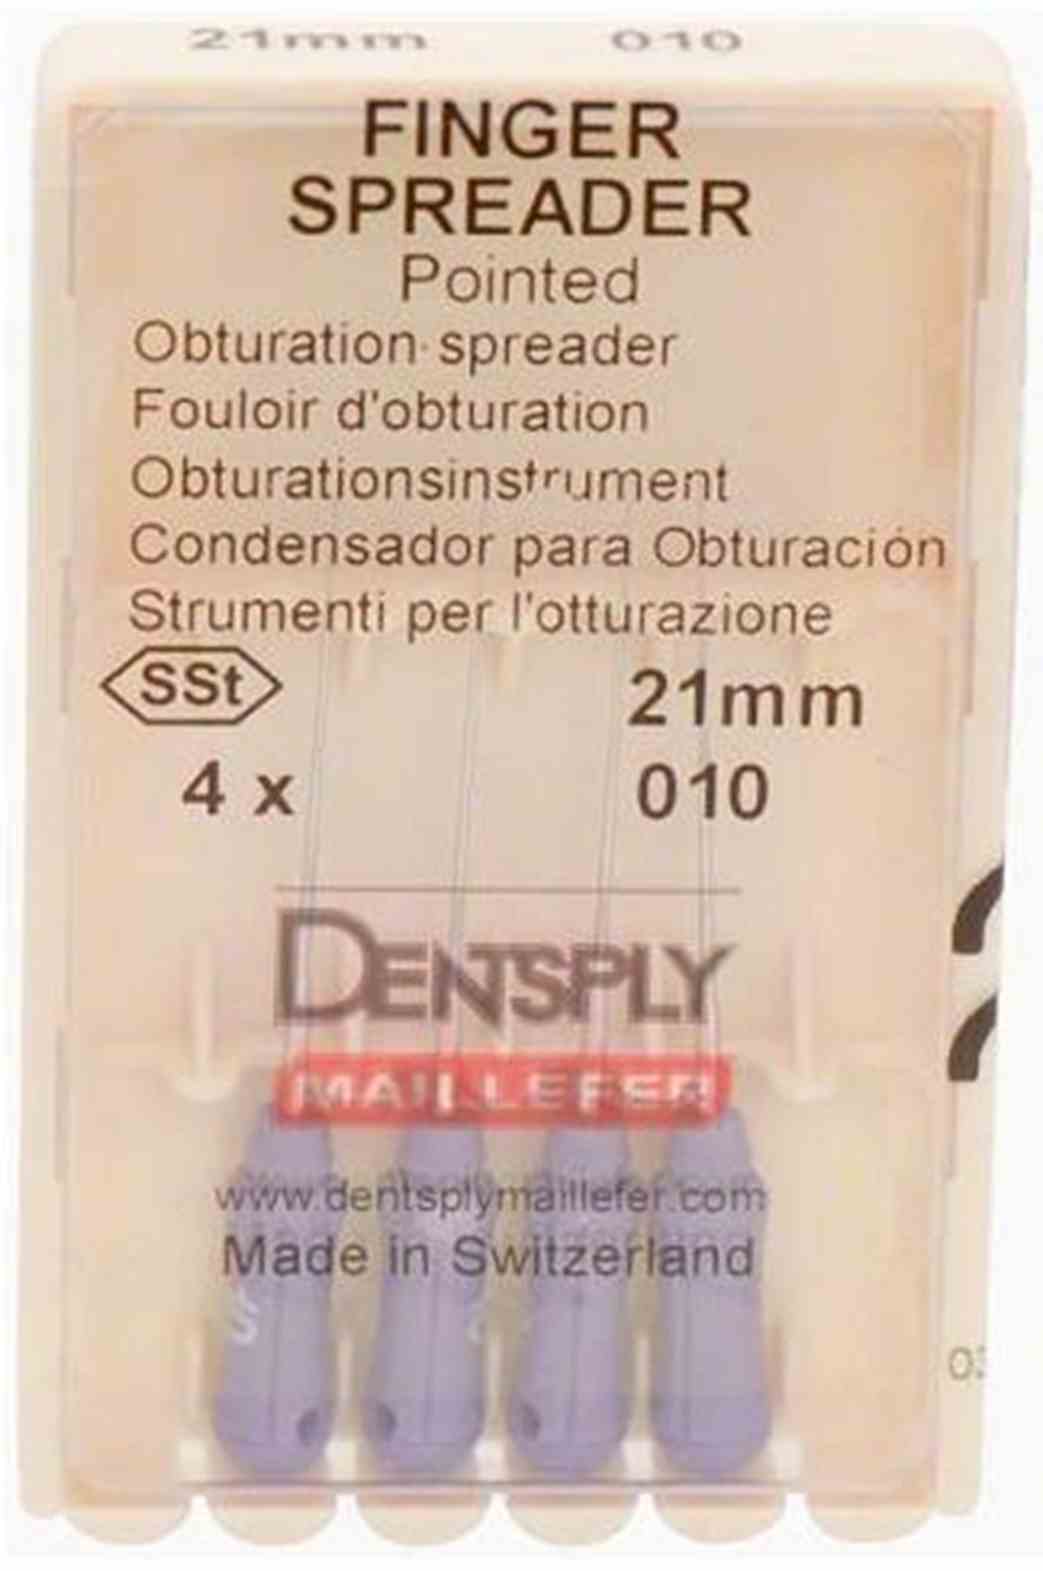 21mm 010
FINGER
SPREADER
Pointed
Obturation spreader
Fouloir d'obturation
Obturationsinstrument
Condensador para Obturación
Strumenti per l'otturazione
SSt 21mm
4 x 010
DENTSPLY
MAILLEFER
www.dentsplymaillefer.com
Made in Switzerland